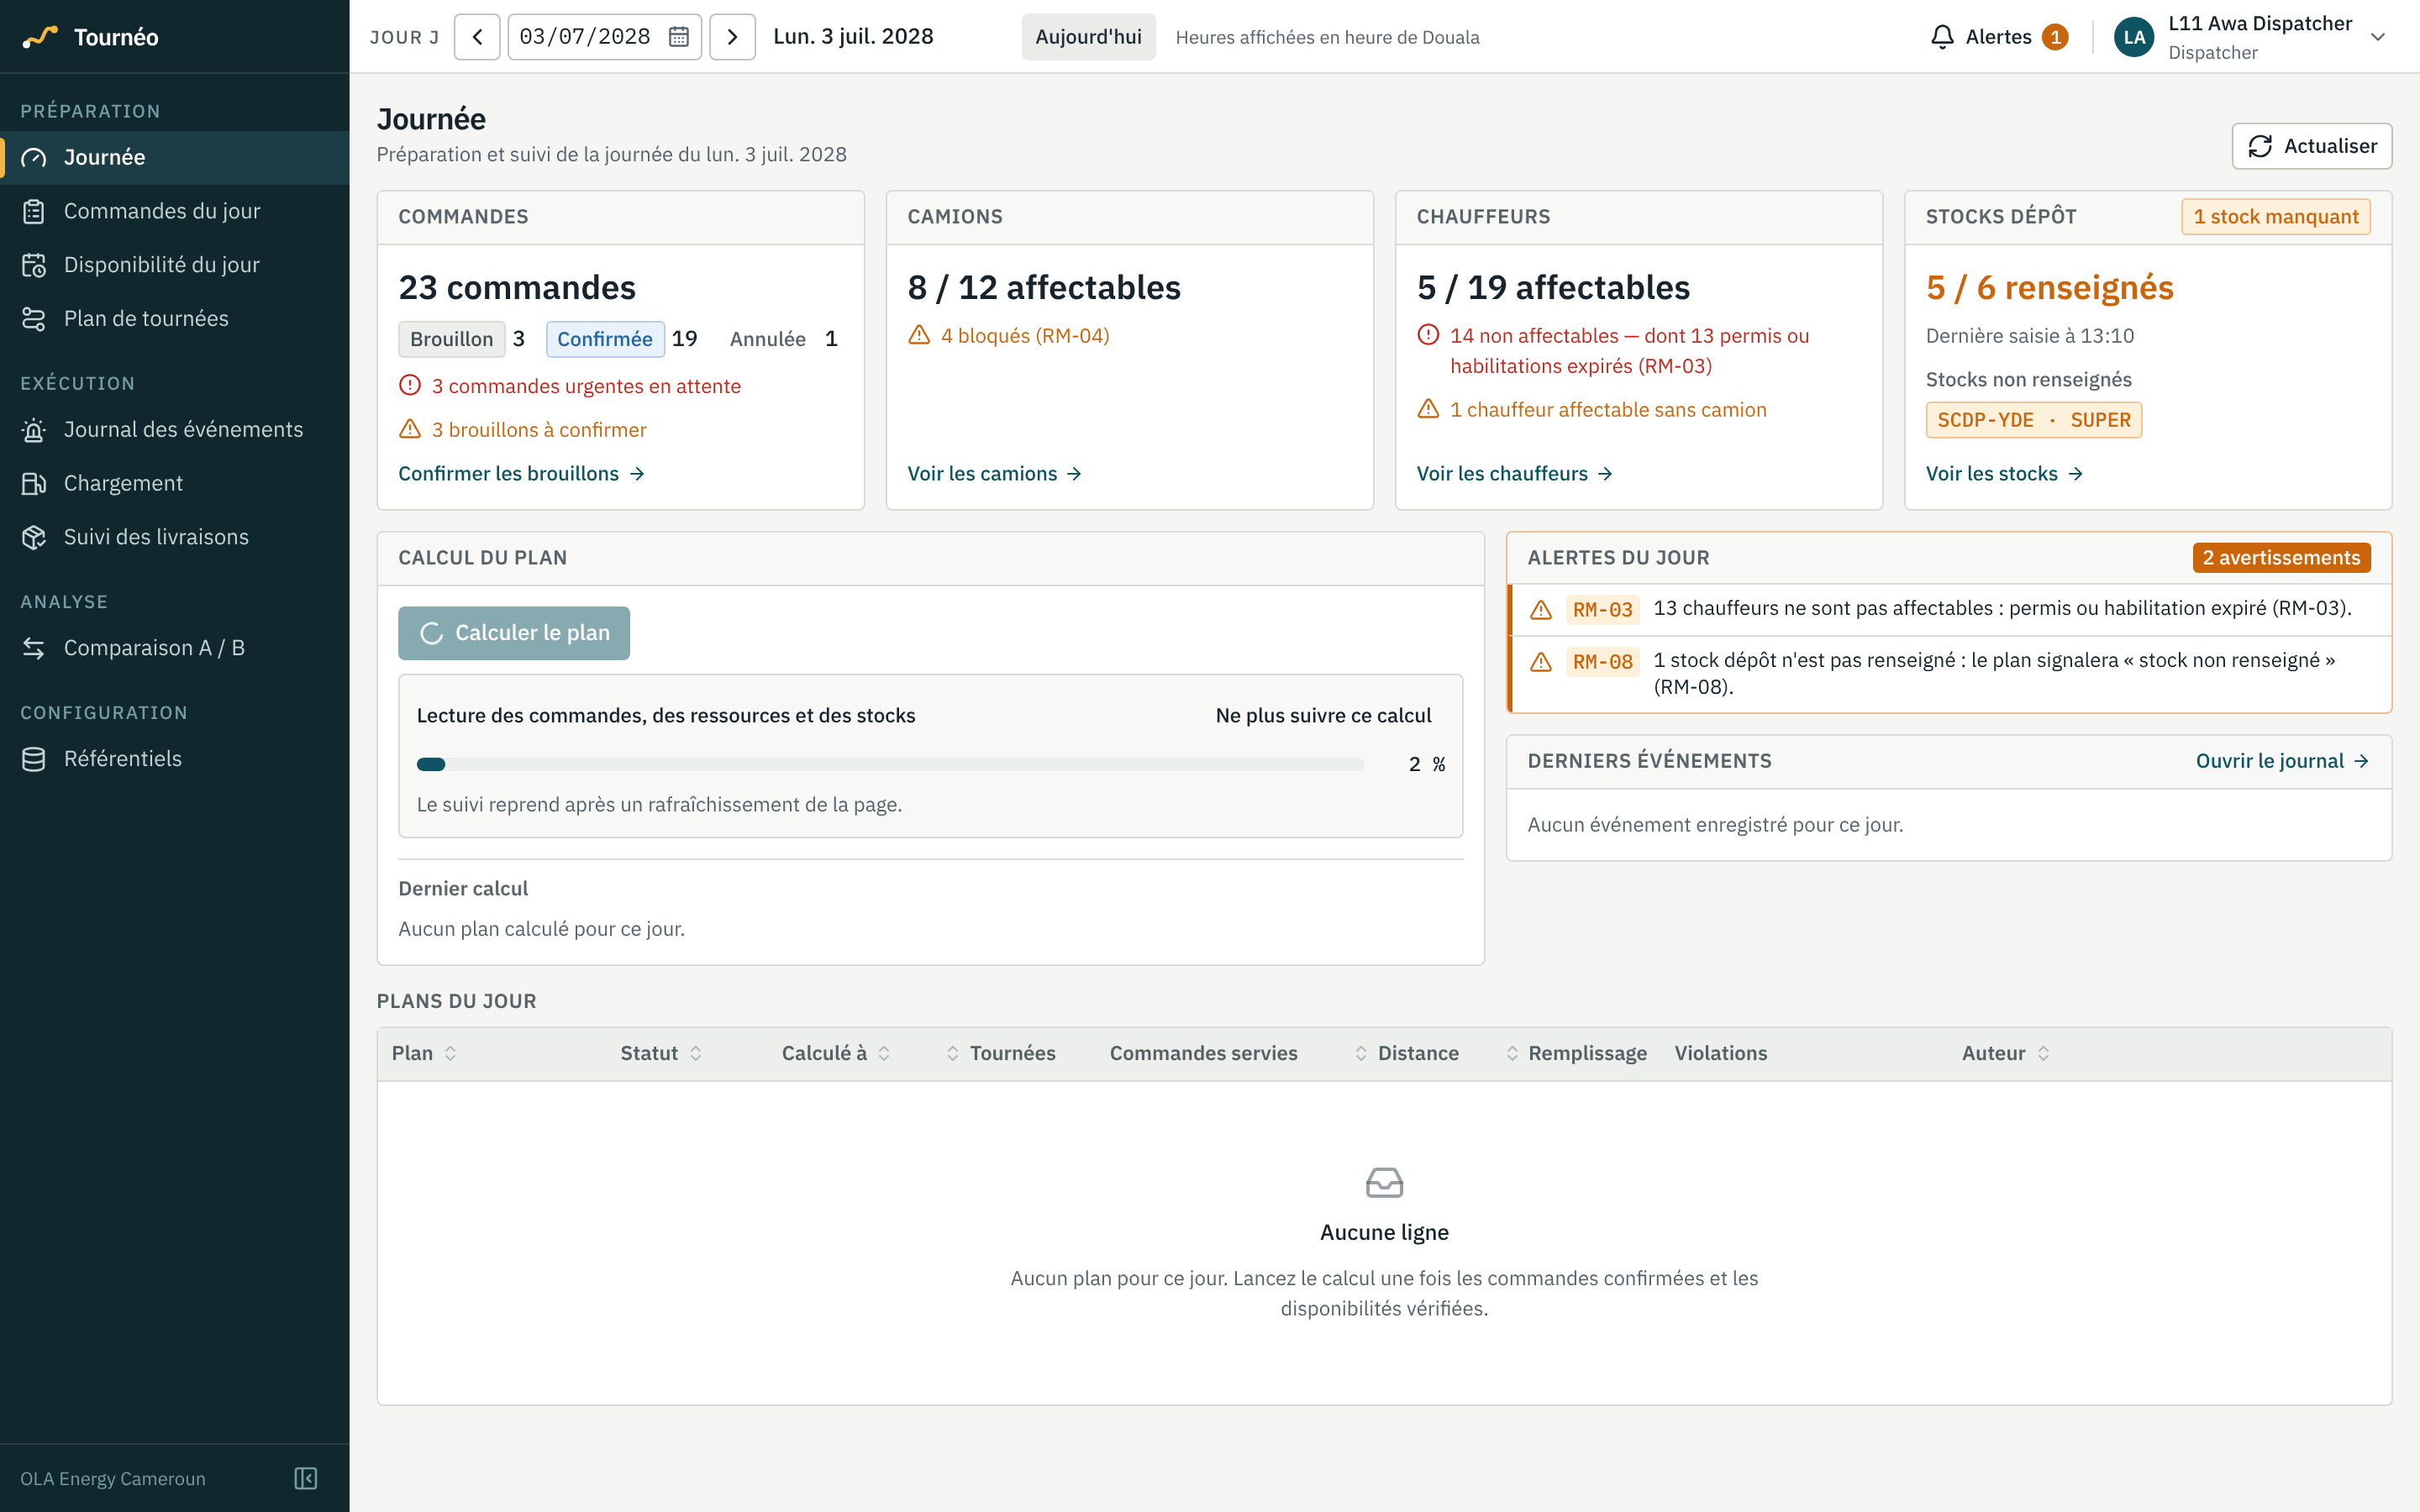 Tournéo
JOUR J
03/07/2028
Lun. 3 juil. 2028
Aujourd'hui
Heures affichées en heure de Douala
Alertes 1
LA
L11 Awa Dispatcher
Dispatcher
PRÉPARATION
Journée
Commandes du jour
Disponibilité du jour
Plan de tournées
EXÉCUTION
Journal des événements
Chargement
Suivi des livraisons
ANALYSE
Comparaison A / B
CONFIGURATION
Référentiels
OLA Energy Cameroun
Journée
Préparation et suivi de la journée du lun. 3 juil. 2028
Actualiser
COMMANDES
23 commandes
Brouillon 3 Confirmée 19 Annulée 1
3 commandes urgentes en attente
3 brouillons à confirmer
Confirmer les brouillons →
CAMIONS
8 / 12 affectables
4 bloqués (RM-04)
Voir les camions →
CHAUFFEURS
5 / 19 affectables
14 non affectables — dont 13 permis ou
habilitations expirés (RM-03)
1 chauffeur affectable sans camion
Voir les chauffeurs →
STOCKS DÉPÔT
1 stock manquant
5 / 6 renseignés
Dernière saisie à 13:10
Stocks non renseignés
SCDP-YDE · SUPER
Voir les stocks →
CALCUL DU PLAN
Calculer le plan
Lecture des commandes, des ressources et des stocks
Ne plus suivre ce calcul
2 %
Le suivi reprend après un rafraîchissement de la page.
Dernier calcul
Aucun plan calculé pour ce jour.
ALERTES DU JOUR
2 avertissements
RM-03 13 chauffeurs ne sont pas affectables : permis ou habilitation expiré (RM-03).
RM-08 1 stock dépôt n'est pas renseigné : le plan signalera « stock non renseigné »
(RM-08).
DERNIERS ÉVÉNEMENTS
Ouvrir le journal →
Aucun événement enregistré pour ce jour.
PLANS DU JOUR
Plan Statut Calculé à Tournées Commandes servies Distance Remplissage Violations Auteur
Aucune ligne
Aucun plan pour ce jour. Lancez le calcul une fois les commandes confirmées et les
disponibilités vérifiées.